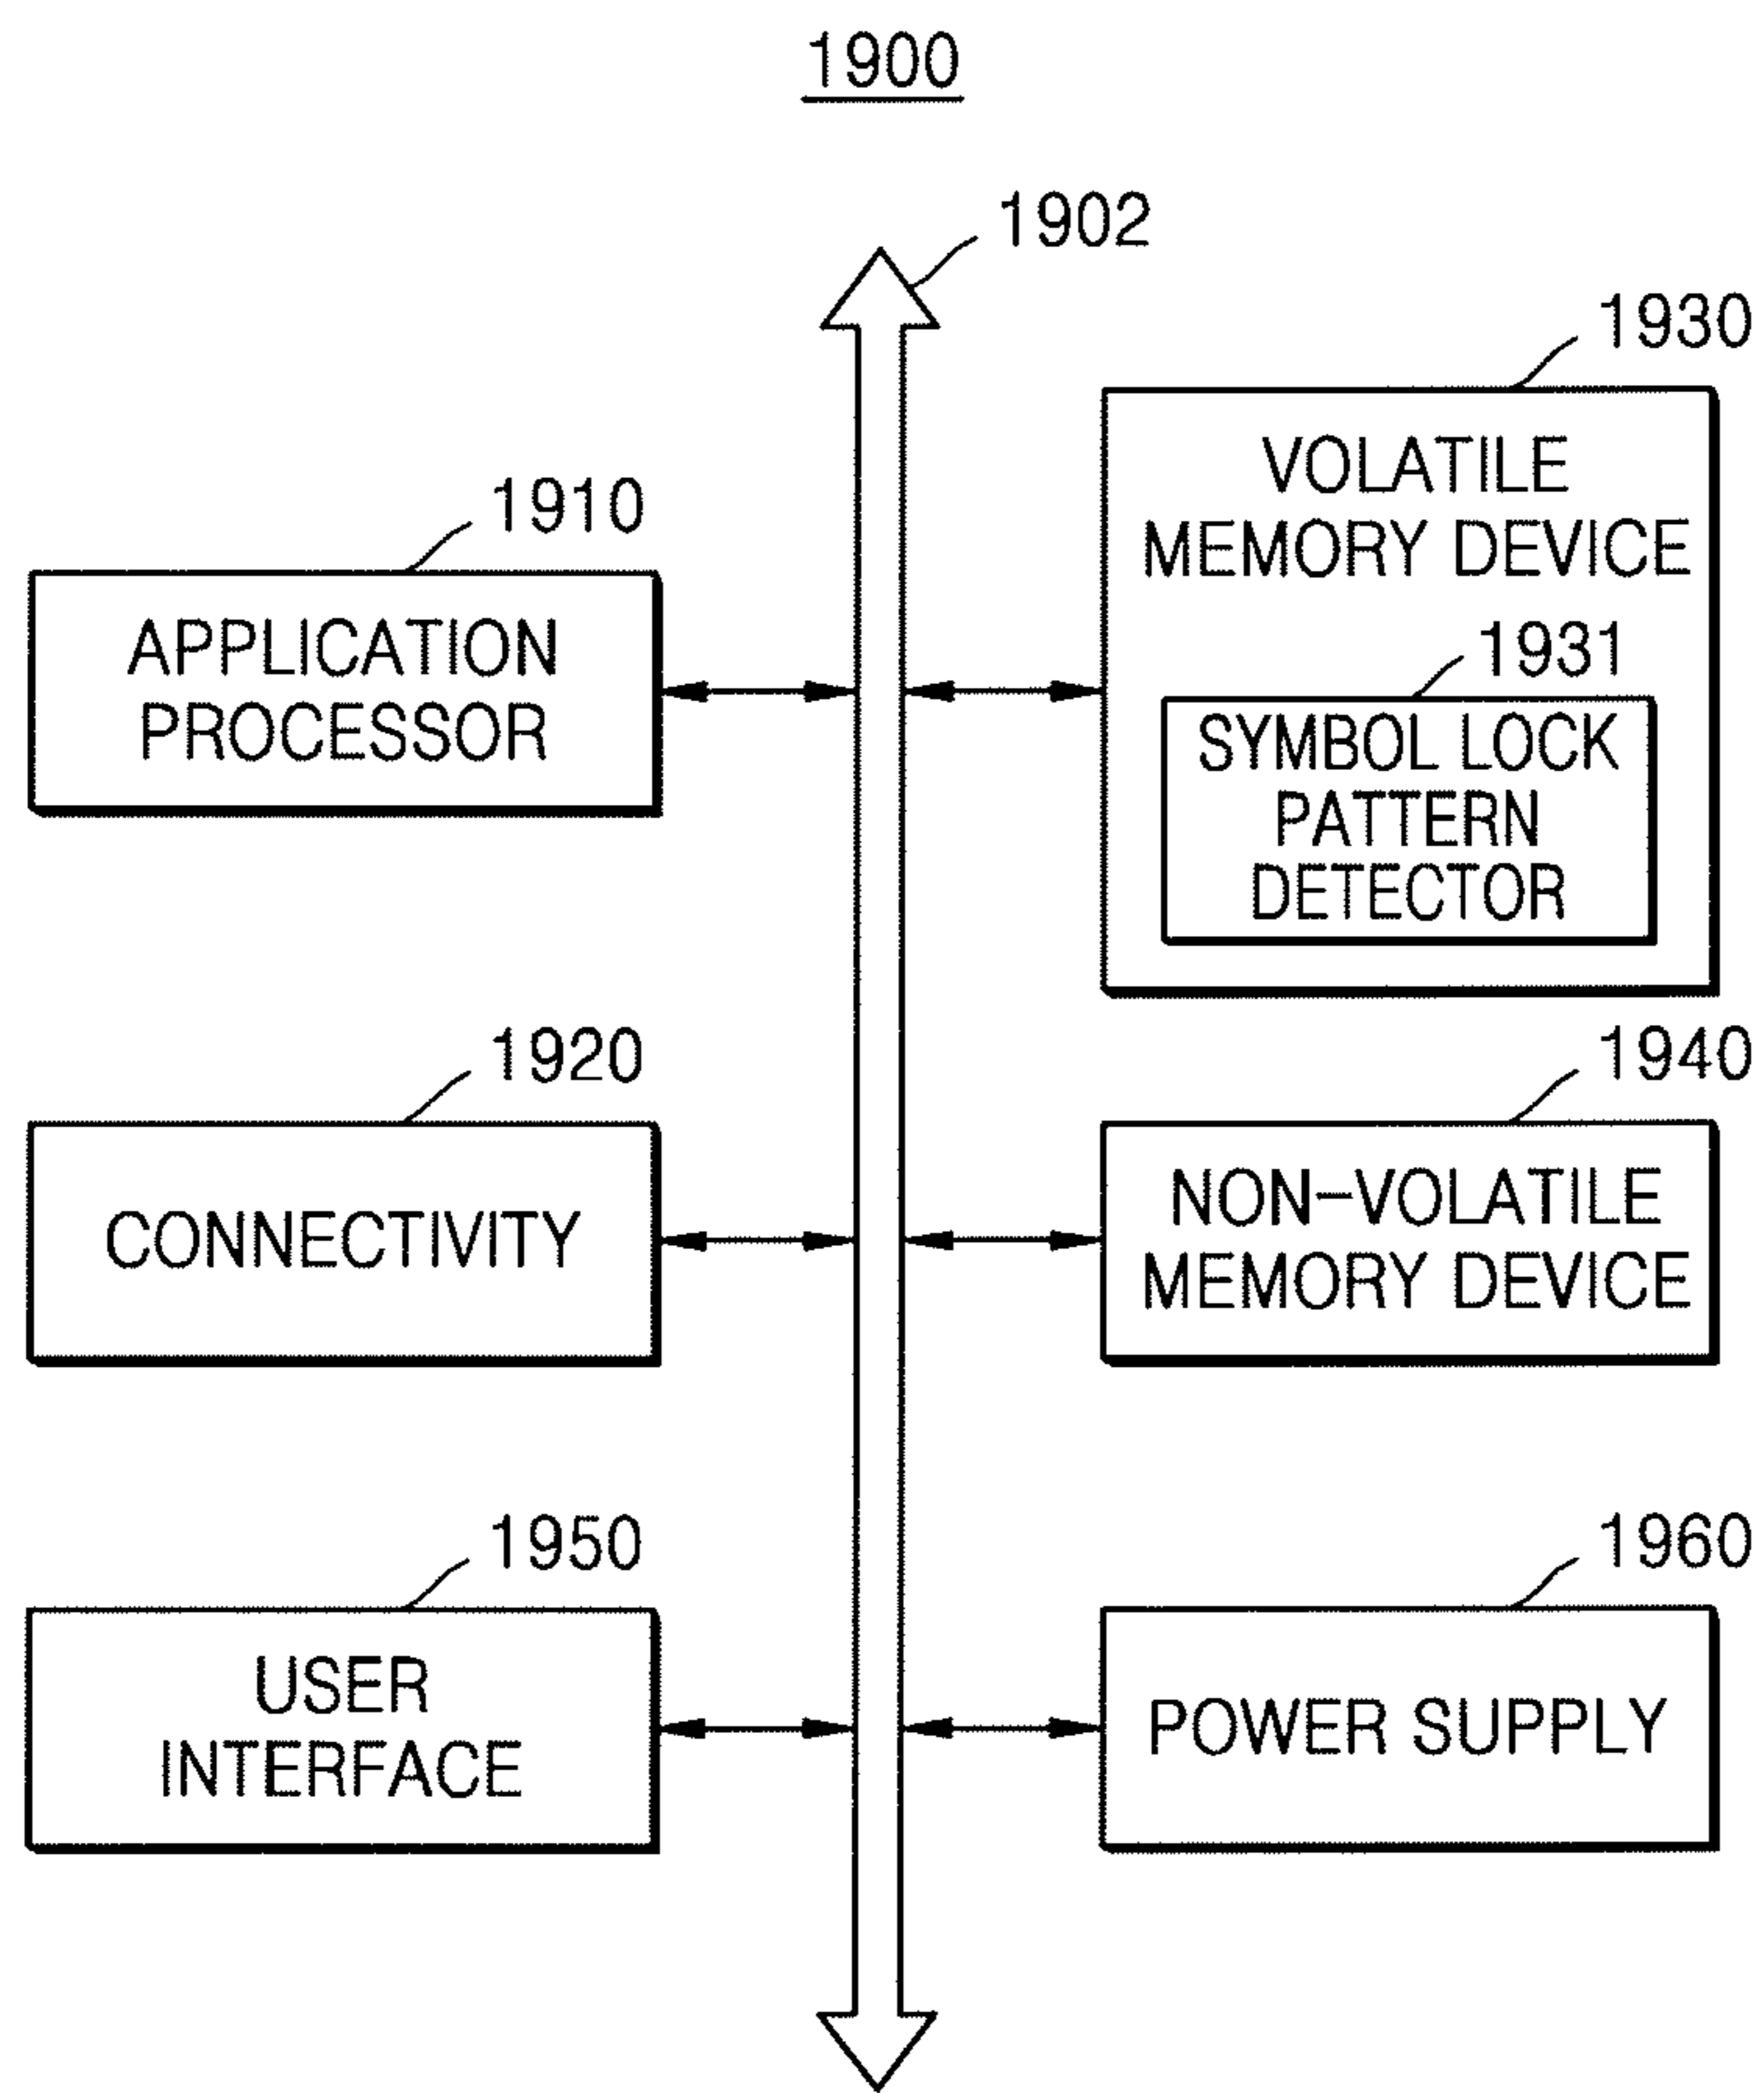 1900
1902
1910
APPLICATION
PROCESSOR
1930
VOLATILE
MEMORY DEVICE
1931
SYMBOL LOCK
PATTERN
DETECTOR
1920
CONNECTIVITY
1940
NON-VOLATILE
MEMORY DEVICE
1950
USER
INTERFACE
1960
POWER SUPPLY